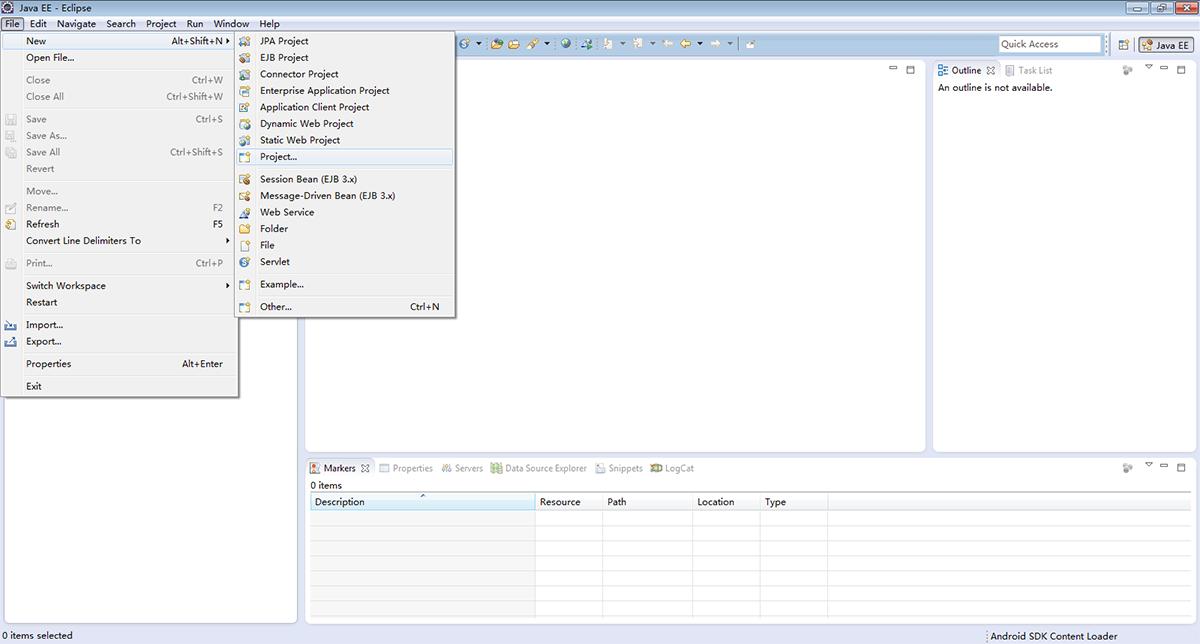 Java EE - Eclipse
File Edit Navigate Search Project Run Window Help
New Alt+Shift+N
Open File...
Close Ctrl+W
Close All Ctrl+Shift+W
Save Ctrl+S
Save As...
Save All Ctrl+Shift+S
Revert
Move...
Rename... F2
Refresh F5
Convert Line Delimiters To
Print... Ctrl+P
Switch Workspace
Restart
Import...
Export...
Properties Alt+Enter
Exit
JPA Project
EJB Project
Connector Project
Enterprise Application Project
Application Client Project
Dynamic Web Project
Static Web Project
Project...
Session Bean (EJB 3.x)
Message-Driven Bean (EJB 3.x)
Web Service
Folder
File
Servlet
Example...
Other... Ctrl+N
Quick Access Java EE
Outline Task List
An outline is not available.
Markers Properties Servers Data Source Explorer Snippets LogCat
0 items
Description Resource Path Location Type
0 items selected Android SDK Content Loader